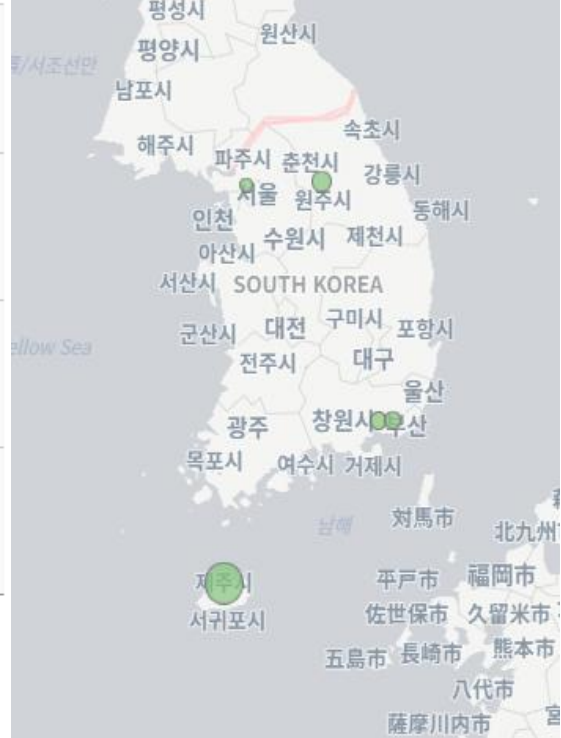 평성시
원산시
평양시
남포시
해주시
속초시
파주시 춘천시
강릉시
서울
원주시
동해시
인천
수원시 제천시
아산시
서산시 SOUTH KOREA
구미시
군산시 대전 포항시
ellow Sea
전주시 대구
울산
창원시 부산
광주
목포시 여수시 거제시
남해 対馬市
北九州
제주시
平戸市 福岡市
서귀포시
佐世保市 久留米市
五島市 長崎市 熊本市
八代市
薩摩川内市